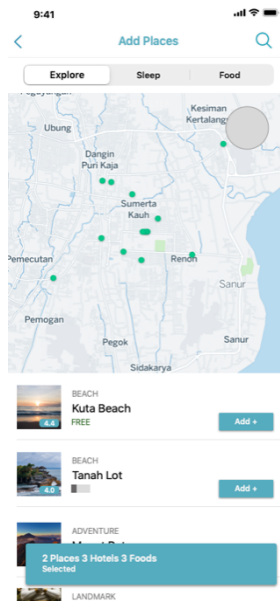 9:41
Add Places
Explore
Sleep
Food
Kesiman
Kertalang
Ubung
Dangin
Puri Kaja
Sumerta
Kauh
Pemecutan
Renon
Sanur
Pemogan
Sanur
Pegok
Sidakarya
BEACH
Kuta Beach
4.4
FREE
Add +
BEACH
Tanah Lot
4.0
Add +
ADVENTURE
2 Places 3 Hotels 3 Foods
Selected
LANDMARK